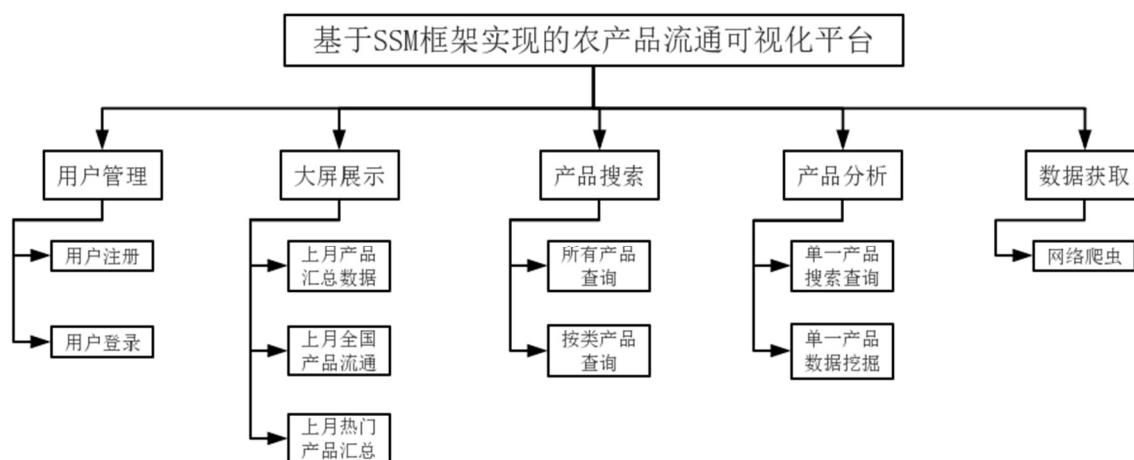 基于SSM框架实现的农产品流通可视化平台
用户管理
大屏展示
产品搜索
产品分析
数据获取
用户注册
用户登录
上月产品
汇总数据
上月全国
产品流通
上月热门
产品汇总
所有产品
查询
按类产品
查询
单一产品
搜索查询
单一产品
数据挖掘
网络爬虫